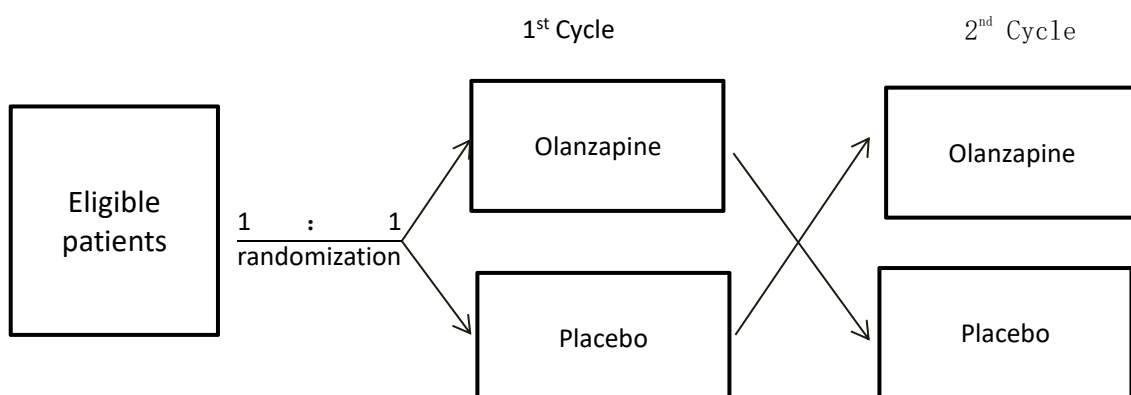 1st Cycle
2nd Cycle
Eligible
patients
1 : 1
randomization
Olanzapine
Placebo
Olanzapine
Placebo